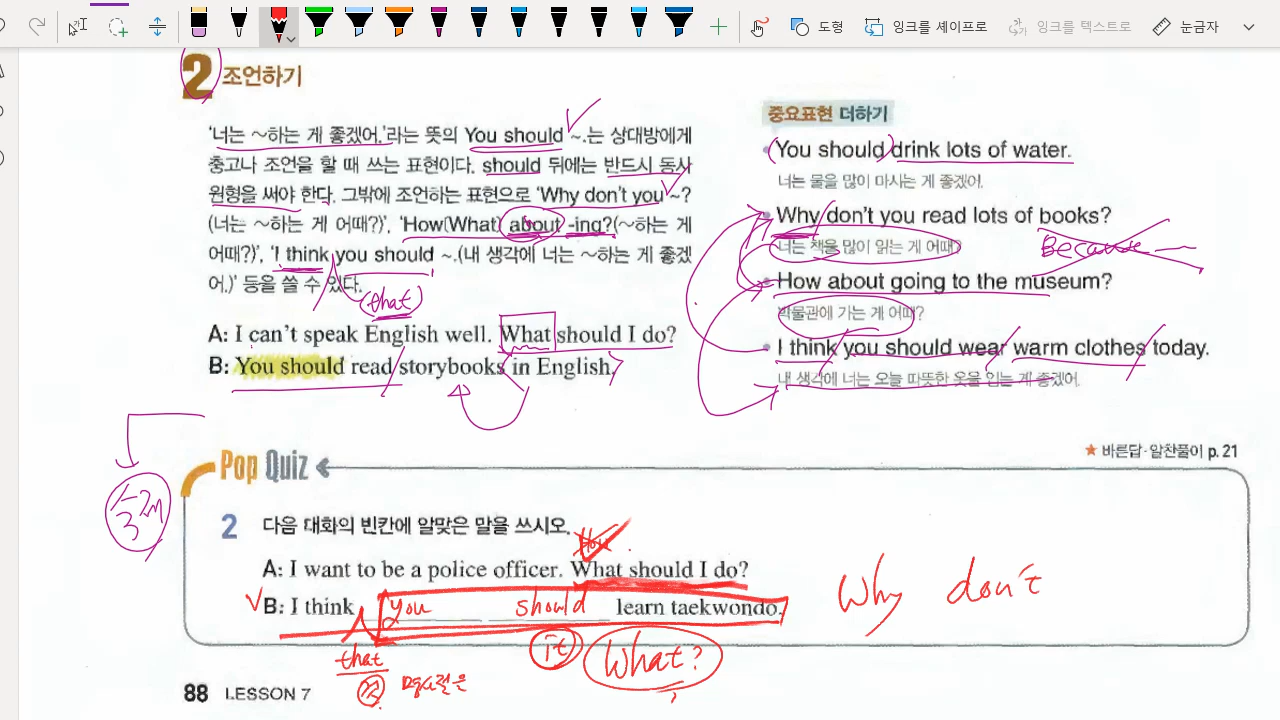 도형
잉크를 셰이프로
잉크를 텍스트로
눈금자
2 조언하기
'너는 ~하는 게 좋겠어.'라는 뜻의 You should ~.는 상대방에게
충고나 조언을 할 때 쓰는 표현이다. should 뒤에는 반드시 동사
원형을 써야 한다. 그밖에 조언하는 표현으로 'Why don't you ~?
(너는 ~하는 게 어때?)', 'How(What) about -ing?(~하는 게
어때?)', 'I think you should ~.(내 생각에 너는 ~하는 게 좋겠
어.)' 등을 쓸 수 있다.
(that)
A: I can't speak English well. What should I do?
B: You should read storybooks in English.
중요표현 더하기
• You should drink lots of water.
너는 물을 많이 마시는 게 좋겠어.
• Why don't you read lots of books?
너는 책을 많이 읽는 게 어때?
Because
• How about going to the museum?
박물관에 가는 게 어때?
• I think you should wear warm clothes today.
내 생각에 너는 오늘 따뜻한 옷을 입는 게 좋겠어.
숙제
Pop Quiz
★ 바른답·알찬풀이 p.21
2 다음 대화의 빈칸에 알맞은 말을 쓰시오.
How
A: I want to be a police officer. What should I do?
B: I think you should learn taekwondo.
Why don't
that
it
What?
명사절은
88 LESSON 7